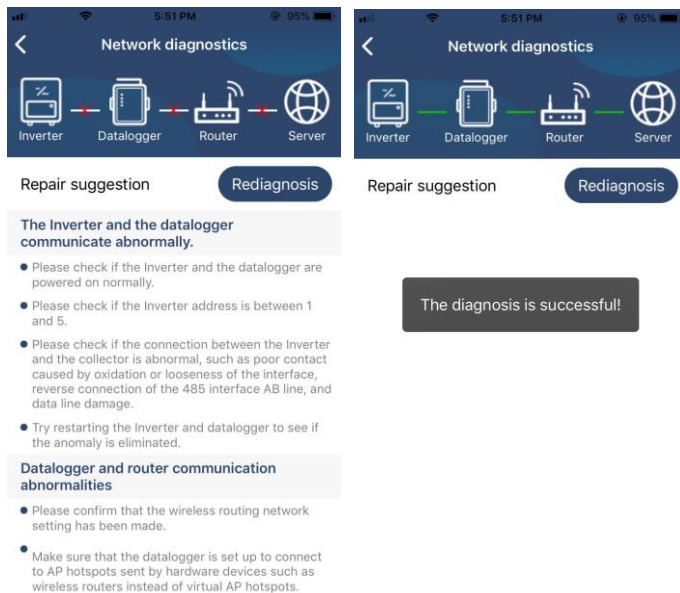 5:51 PM
95%
Network diagnostics
Inverter
Datalogger
Router
Server
Repair suggestion
Rediagnosis
The Inverter and the datalogger
communicate abnormally.
Please check if the Inverter and the datalogger are
powered on normally.
Please check if the Inverter address is between 1
and 5.
Please check if the connection between the Inverter
and the collector is abnormal, such as poor contact
caused by oxidation or looseness of the interface,
reverse connection of the 485 interface AB line, and
data line damage.
Try restarting the Inverter and datalogger to see if
the anomaly is eliminated.
Datalogger and router communication
abnormalities
Please confirm that the wireless routing network
setting has been made.
Make sure that the datalogger is set up to connect
to AP hotspots sent by hardware devices such as
wireless routers instead of virtual AP hotspots.
5:51 PM
95%
Network diagnostics
Inverter
Datalogger
Router
Server
Repair suggestion
Rediagnosis
The diagnosis is successful!